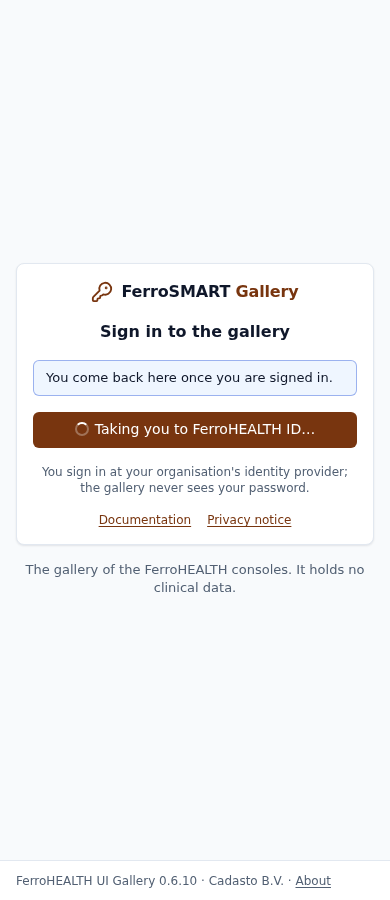 FerroSMART Gallery
Sign in to the gallery
You come back here once you are signed in.
Taking you to FerroHEALTH ID…
You sign in at your organisation's identity provider;
the gallery never sees your password.
Documentation Privacy notice
The gallery of the FerroHEALTH consoles. It holds no
clinical data.
FerroHEALTH UI Gallery 0.6.10 · Cadasto B.V. · About